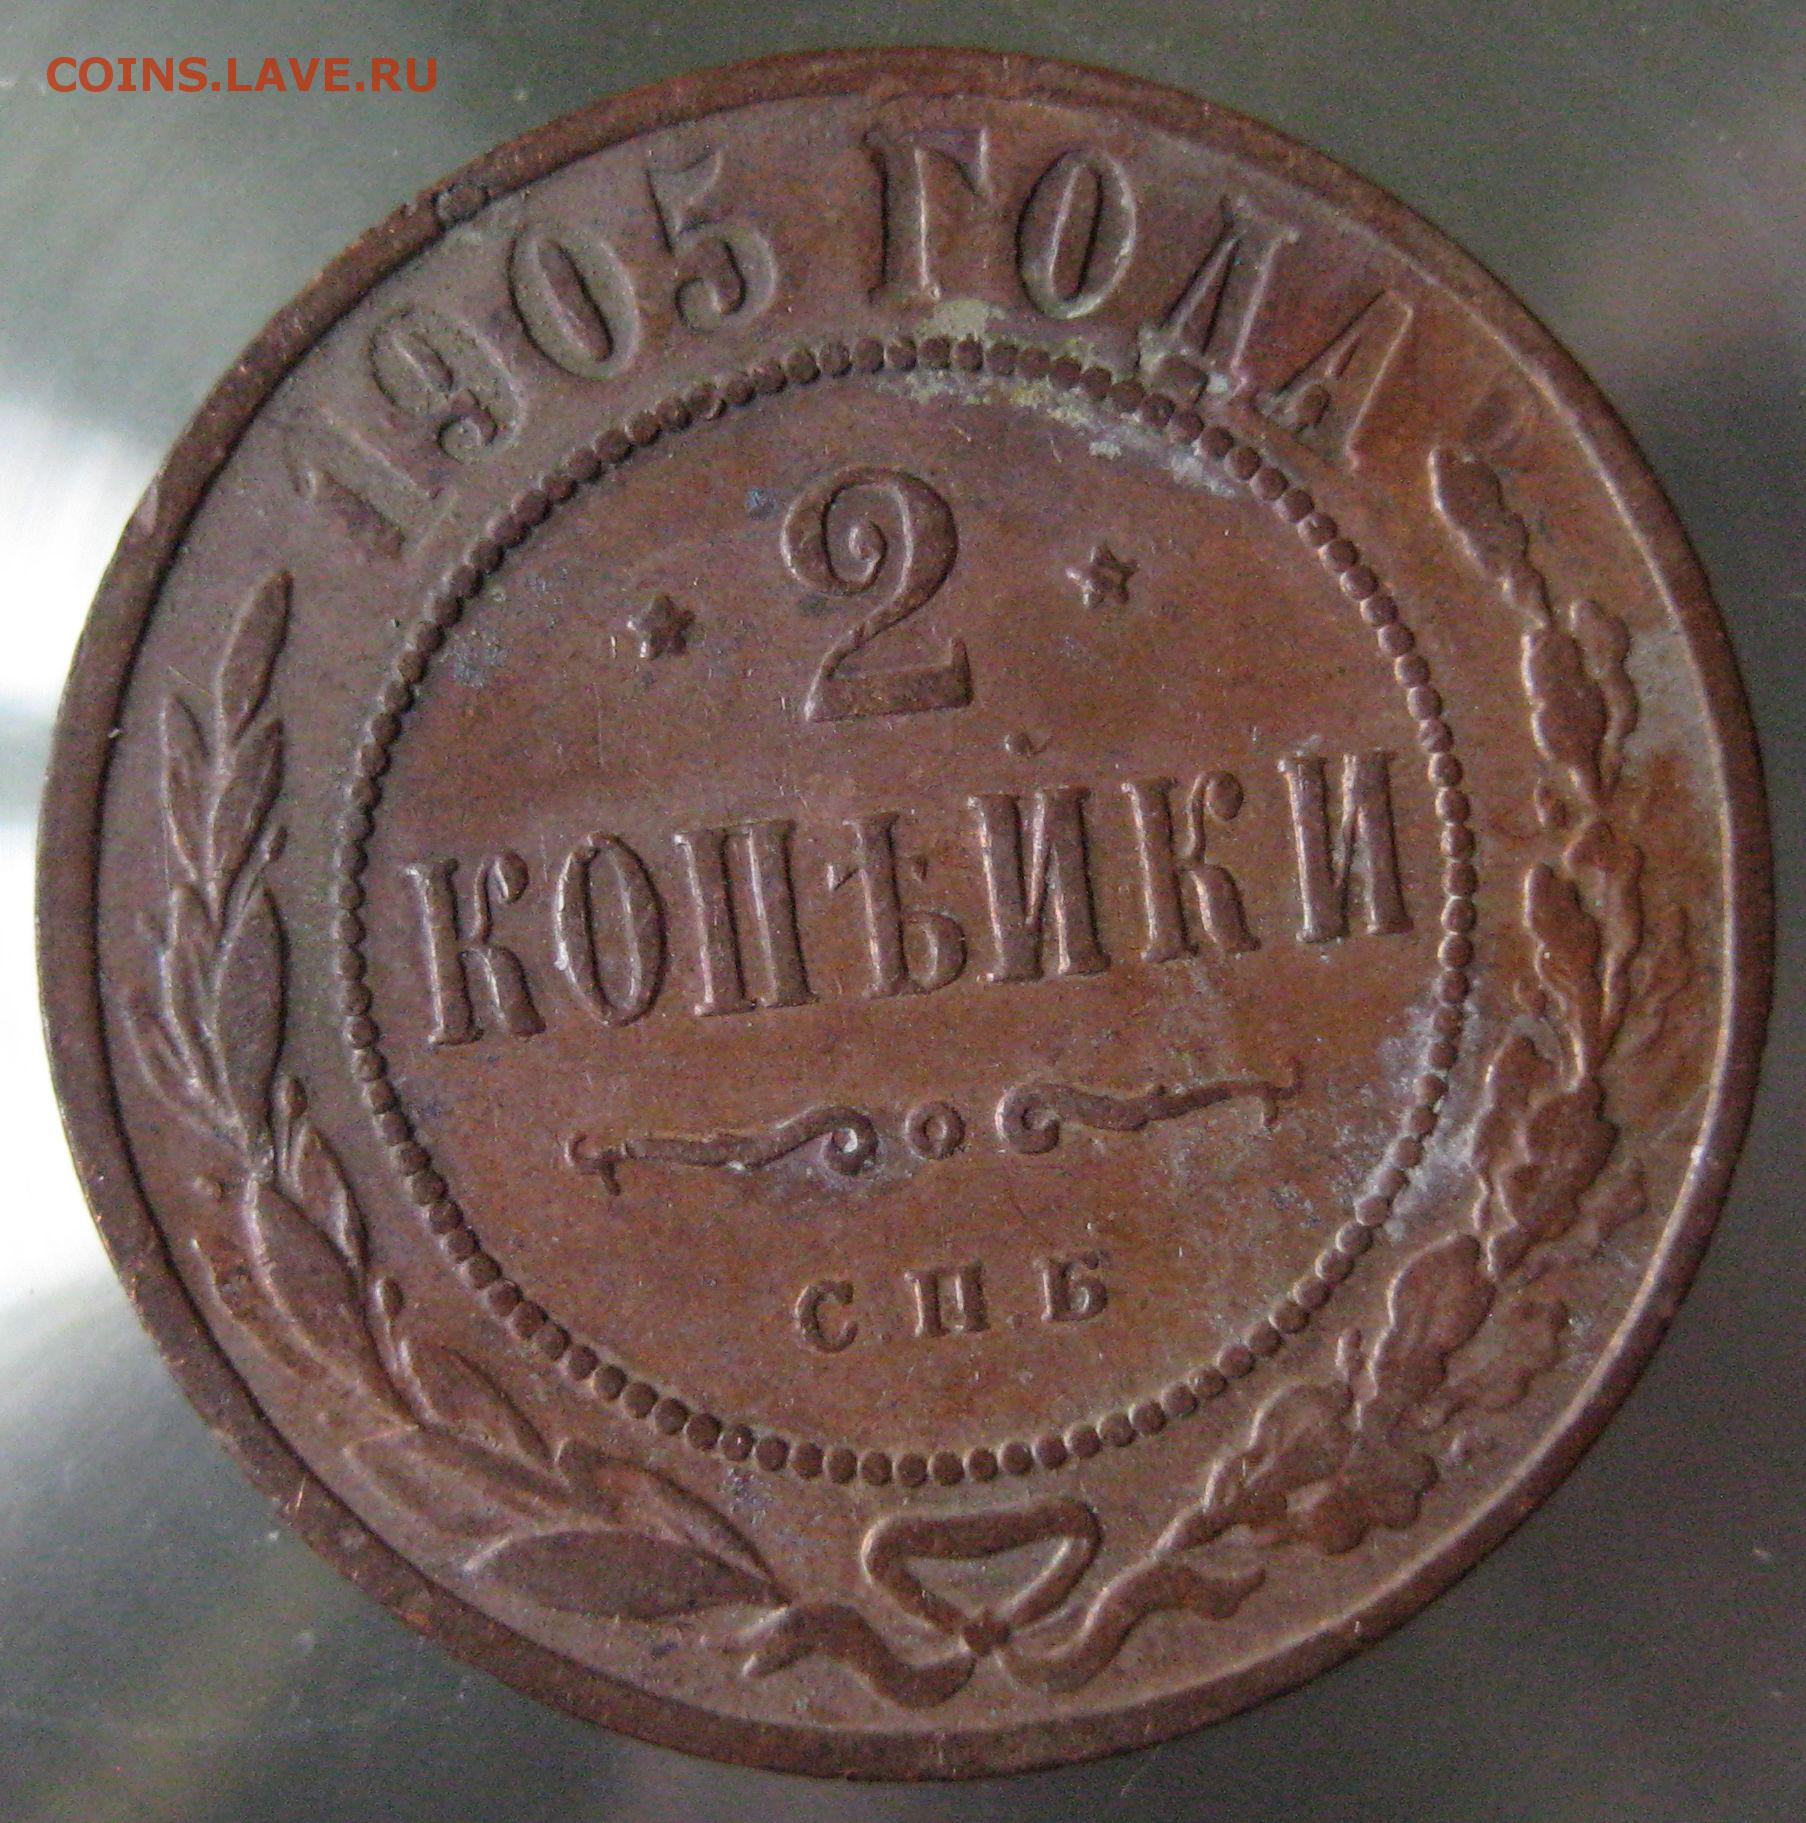 COINS.LAVE.RU
1905 ГОДА
2
КОПѢЙКИ
С.П.Б